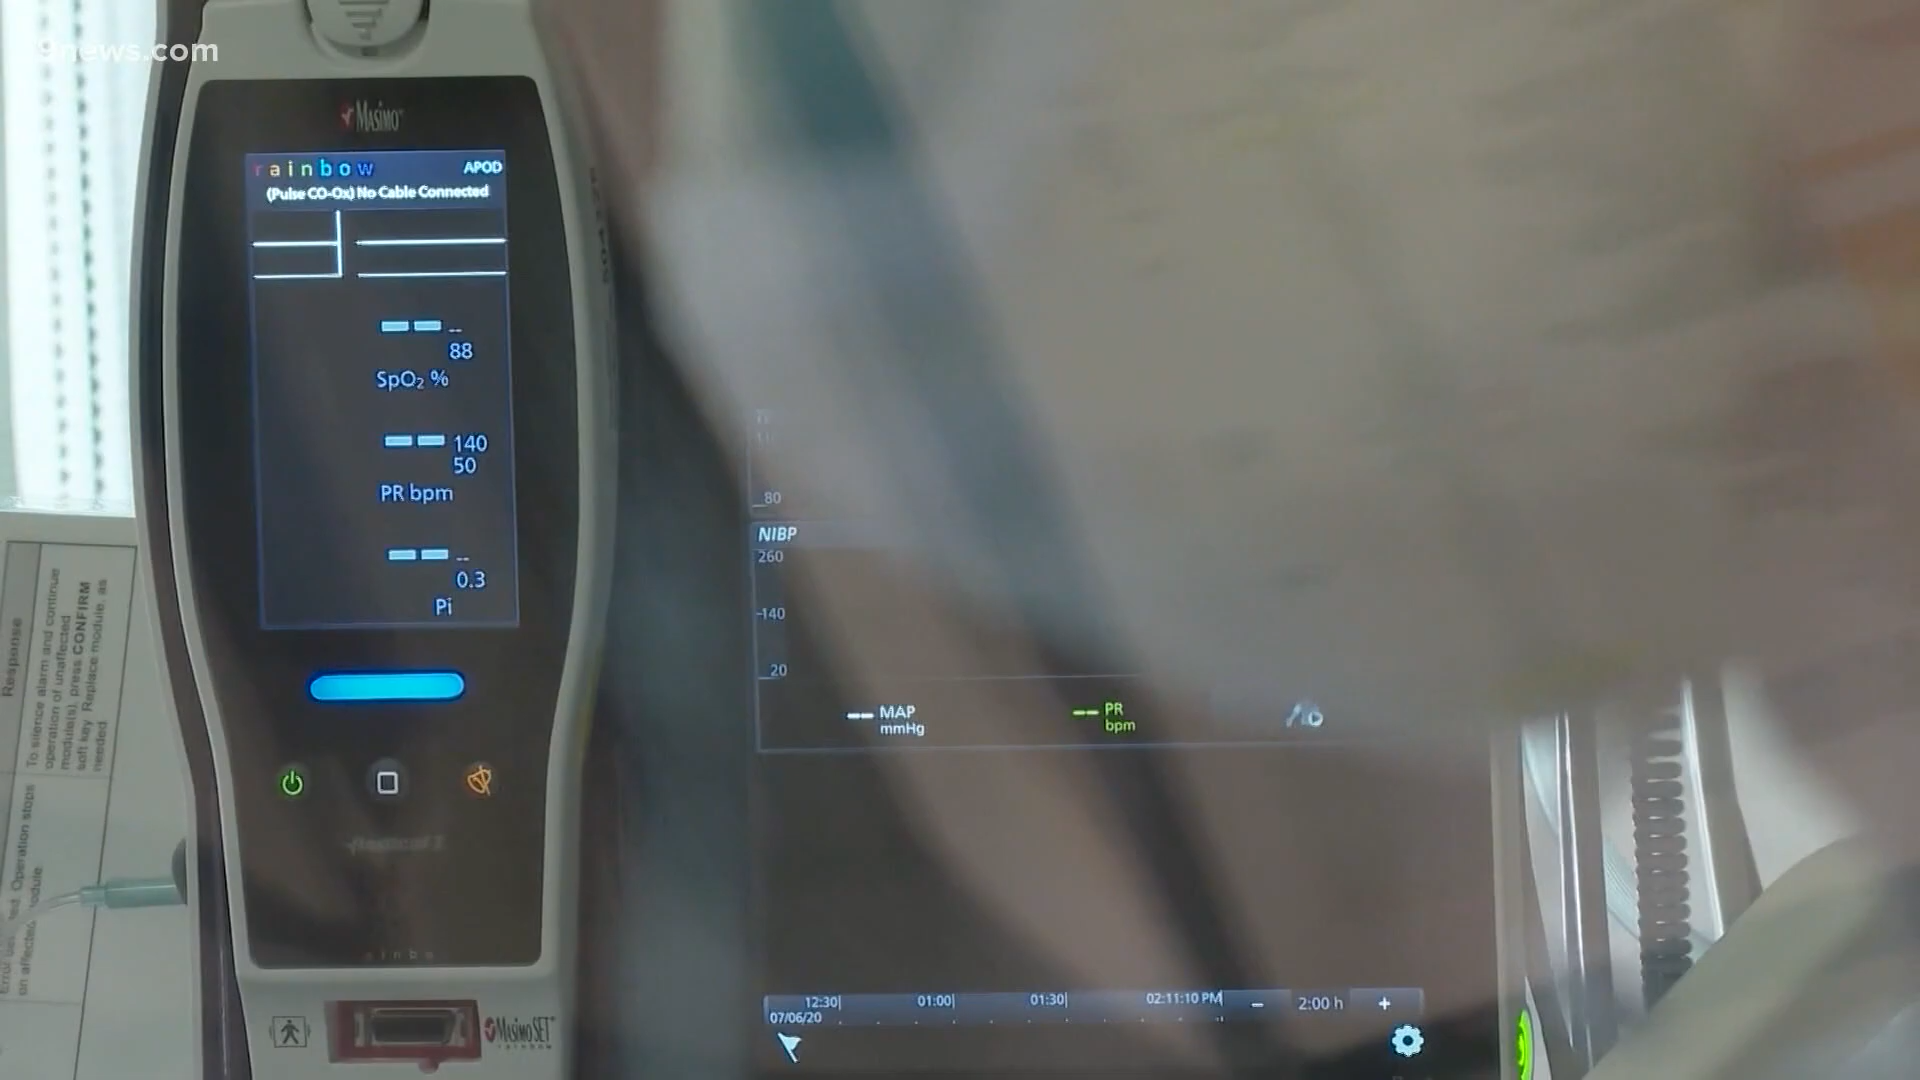 9news.com
MASIMO
rainbow APOD
(Pulse CO-Ox) No Cable Connected
--
88
SpO₂ %
140
50
PR bpm
--
0.3
Pi
MASIMO SET
rainbow
80
NIBP
260
140
20
-- MAP
mmHg
-- PR
bpm
12:30 01:00 01:30 02:11:10 PM − 2:00 h +
07/06/20
Response
To silence alarm and continue
operation of unaffected
module(s), press CONFIRM
soft key. Replace module, as
needed
Operation stops
on affected module